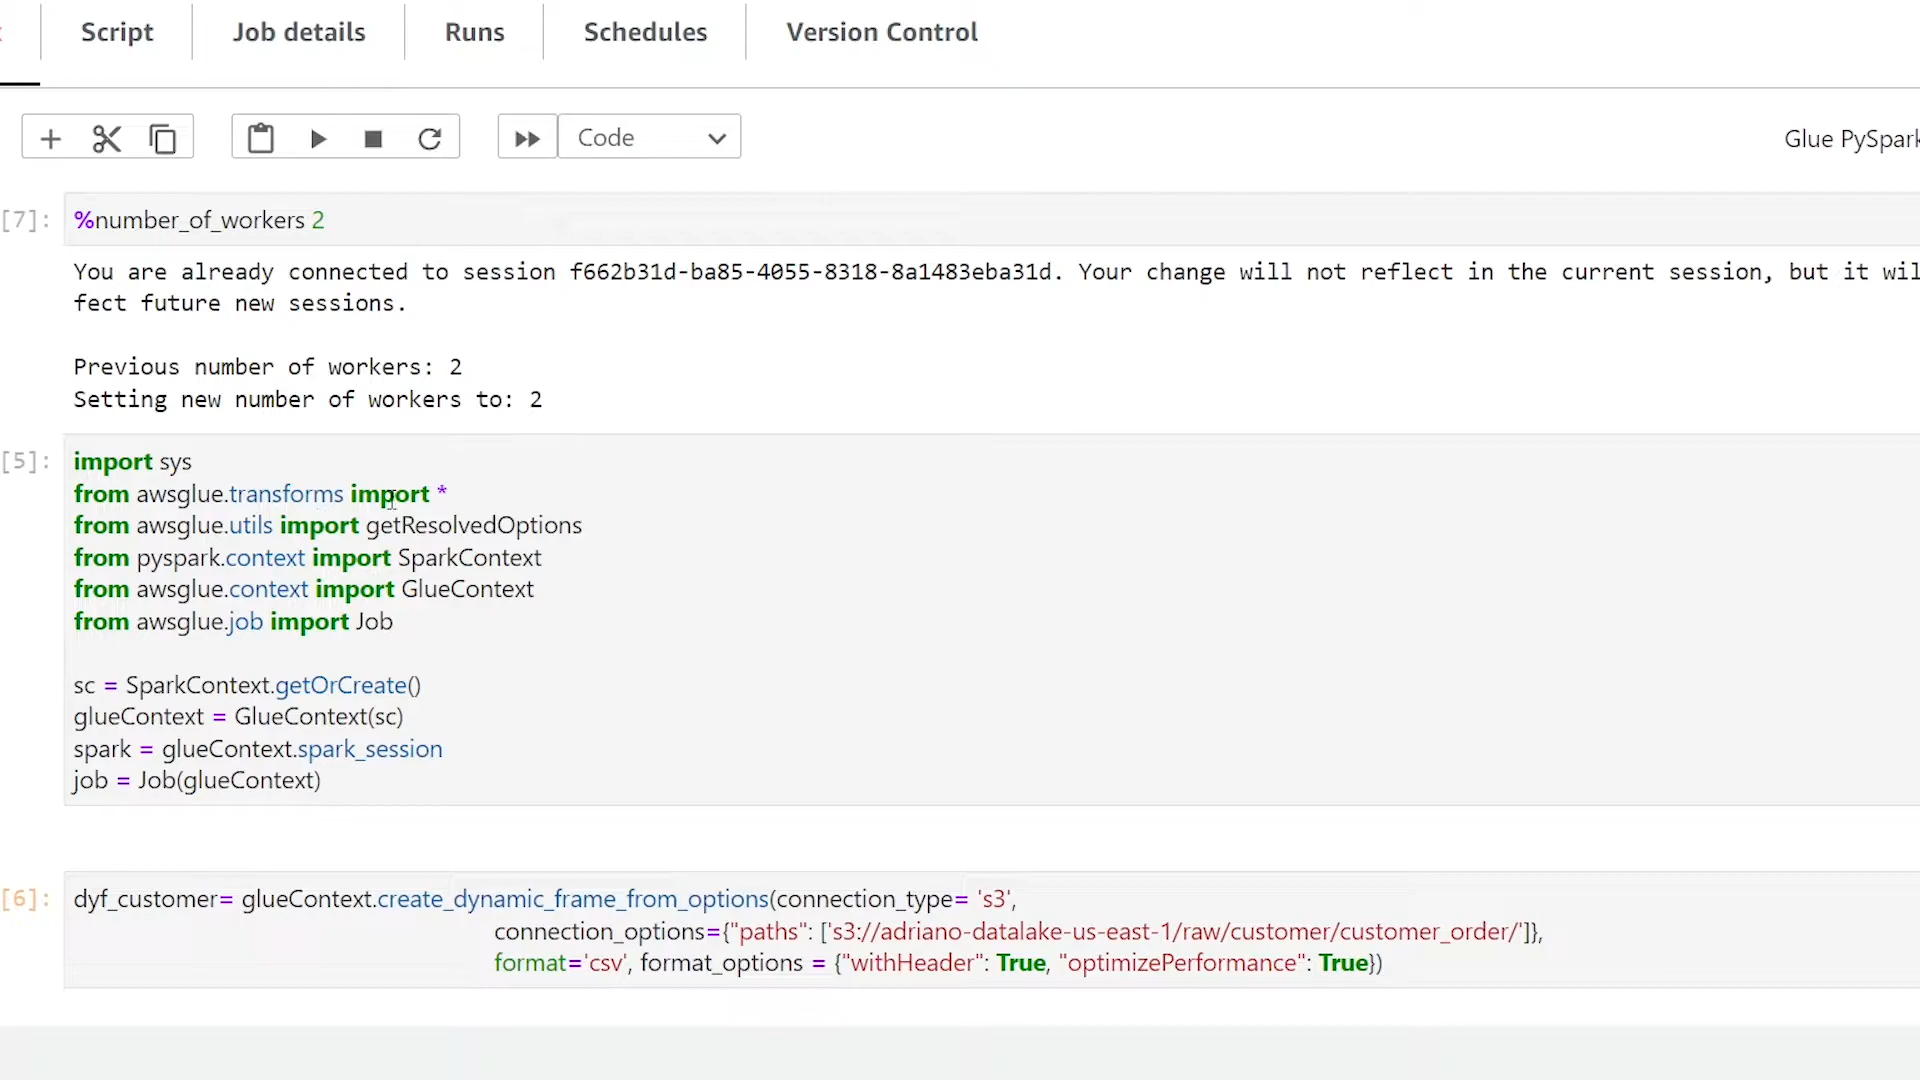 Script
Job details
Runs
Schedules
Version Control
Code
Glue PySpark
[7]:
%number_of_workers 2
You are already connected to session f662b31d-ba85-4055-8318-8a1483eba31d. Your change will not reflect in the current session, but it wil
fect future new sessions.
Previous number of workers: 2
Setting new number of workers to: 2
[5]:
import sys
from awsglue.transforms import *
from awsglue.utils import getResolvedOptions
from pyspark.context import SparkContext
from awsglue.context import GlueContext
from awsglue.job import Job
sc = SparkContext.getOrCreate()
glueContext = GlueContext(sc)
spark = glueContext.spark_session
job = Job(glueContext)
[6]:
dyf_customer= glueContext.create_dynamic_frame_from_options(connection_type= 's3',
connection_options={"paths": ['s3://adriano-datalake-us-east-1/raw/customer/customer_order/']},
format='csv', format_options = {"withHeader": True, "optimizePerformance": True})